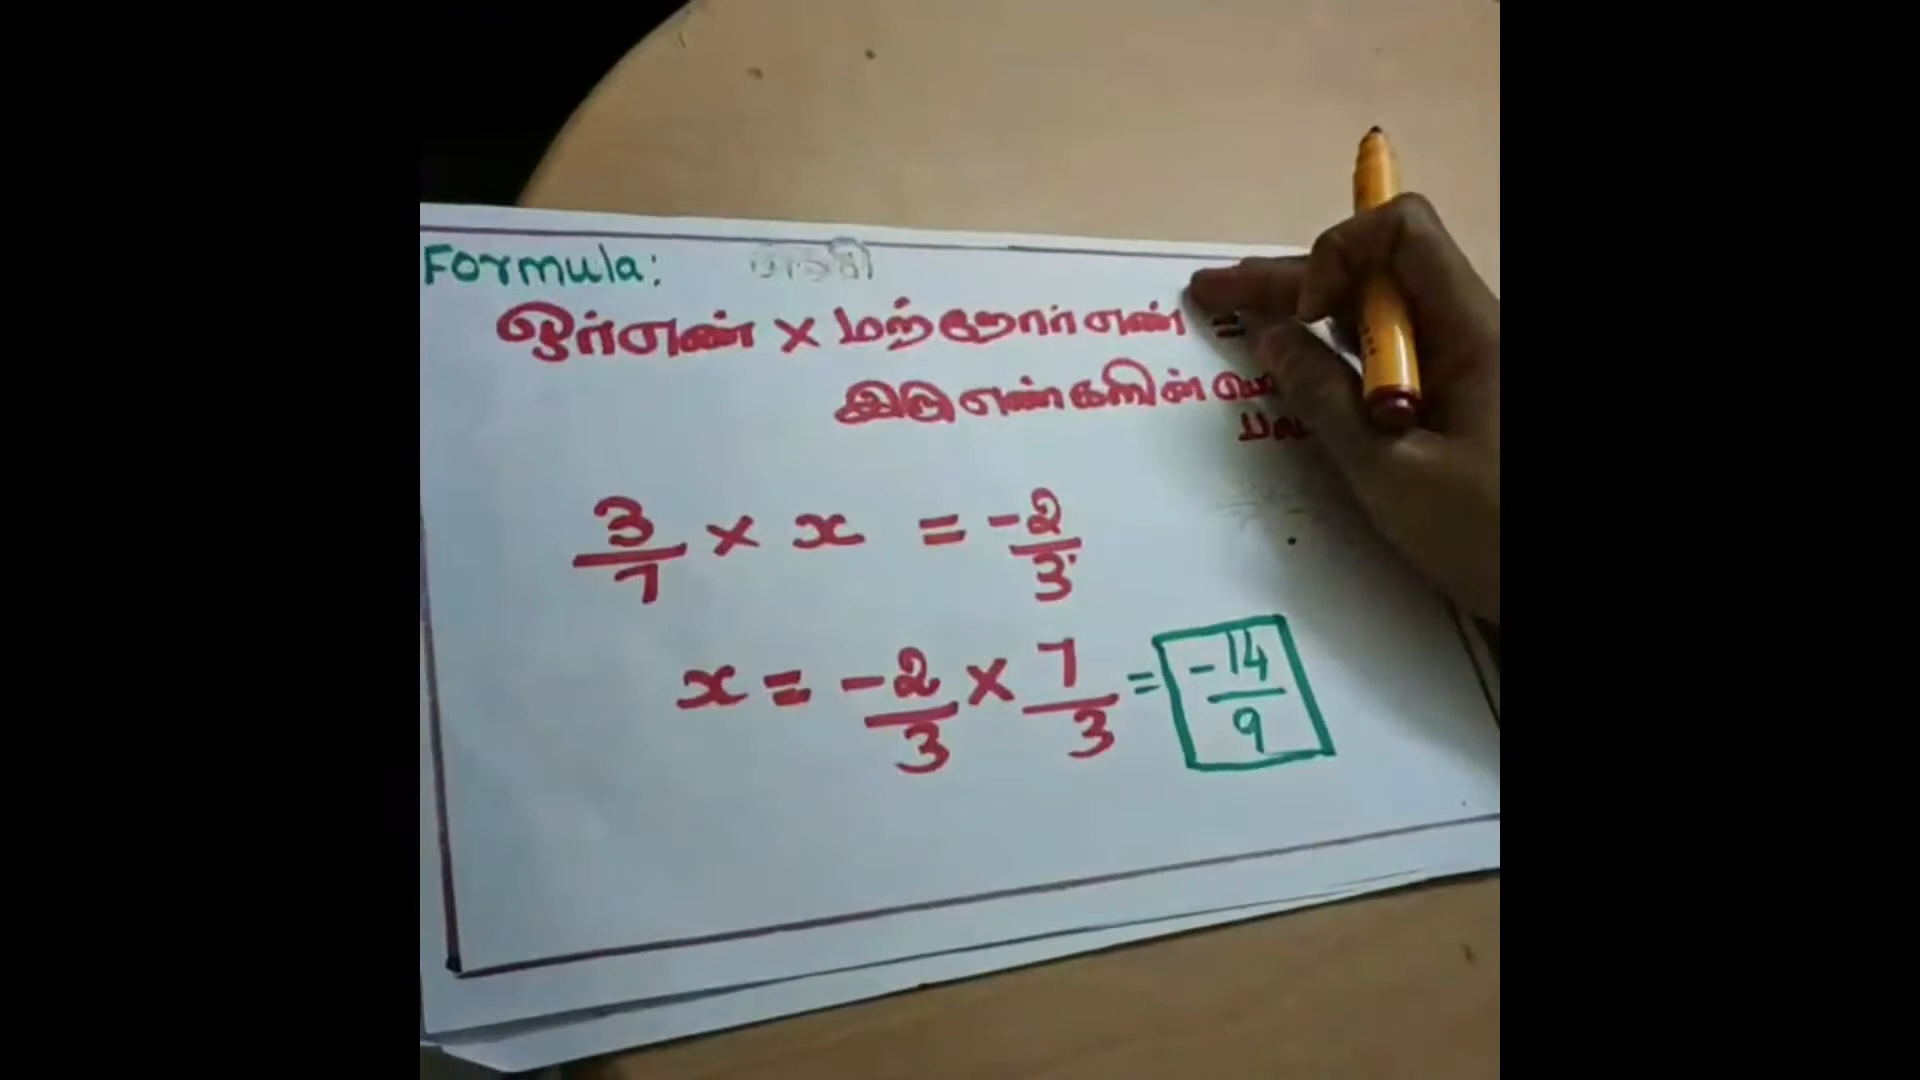 Formula:
ஓர் எண் × மற்றோர் எண் =
இரு எண்களின்
3/7 × x = -2/3
x = -2/3 × 7/3 = -14/9